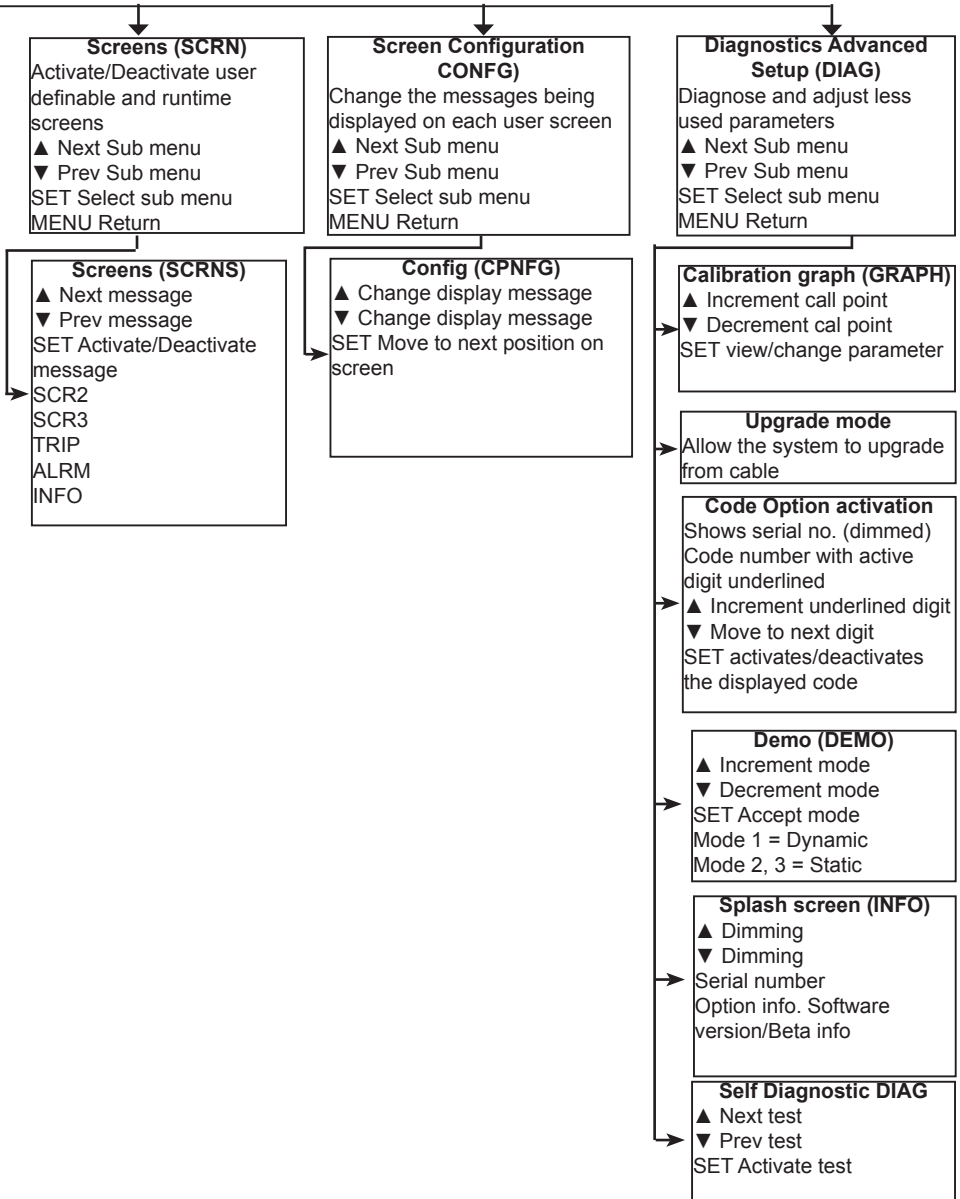 Screens (SCRN)
Activate/Deactivate user
definable and runtime
screens
▲ Next Sub menu
▼ Prev Sub menu
SET Select sub menu
MENU Return
Screen Configuration
CONFG)
Change the messages being
displayed on each user screen
▲ Next Sub menu
▼ Prev Sub menu
SET Select sub menu
MENU Return
Diagnostics Advanced
Setup (DIAG)
Diagnose and adjust less
used parameters
▲ Next Sub menu
▼ Prev Sub menu
SET Select sub menu
MENU Return
Screens (SCRNS)
▲ Next message
▼ Prev message
SET Activate/Deactivate
message
SCR2
SCR3
TRIP
ALRM
INFO
Config (CPNFG)
▲ Change display message
▼ Change display message
SET Move to next position on
screen
Calibration graph (GRAPH)
▲ Increment call point
▼ Decrement cal point
SET view/change parameter
Upgrade mode
Allow the system to upgrade
from cable
Code Option activation
Shows serial no. (dimmed)
Code number with active
digit underlined
▲ Increment underlined digit
▼ Move to next digit
SET activates/deactivates
the displayed code
Demo (DEMO)
▲ Increment mode
▼ Decrement mode
SET Accept mode
Mode 1 = Dynamic
Mode 2, 3 = Static
Splash screen (INFO)
▲ Dimming
▼ Dimming
Serial number
Option info. Software
version/Beta info
Self Diagnostic DIAG
▲ Next test
▼ Prev test
SET Activate test